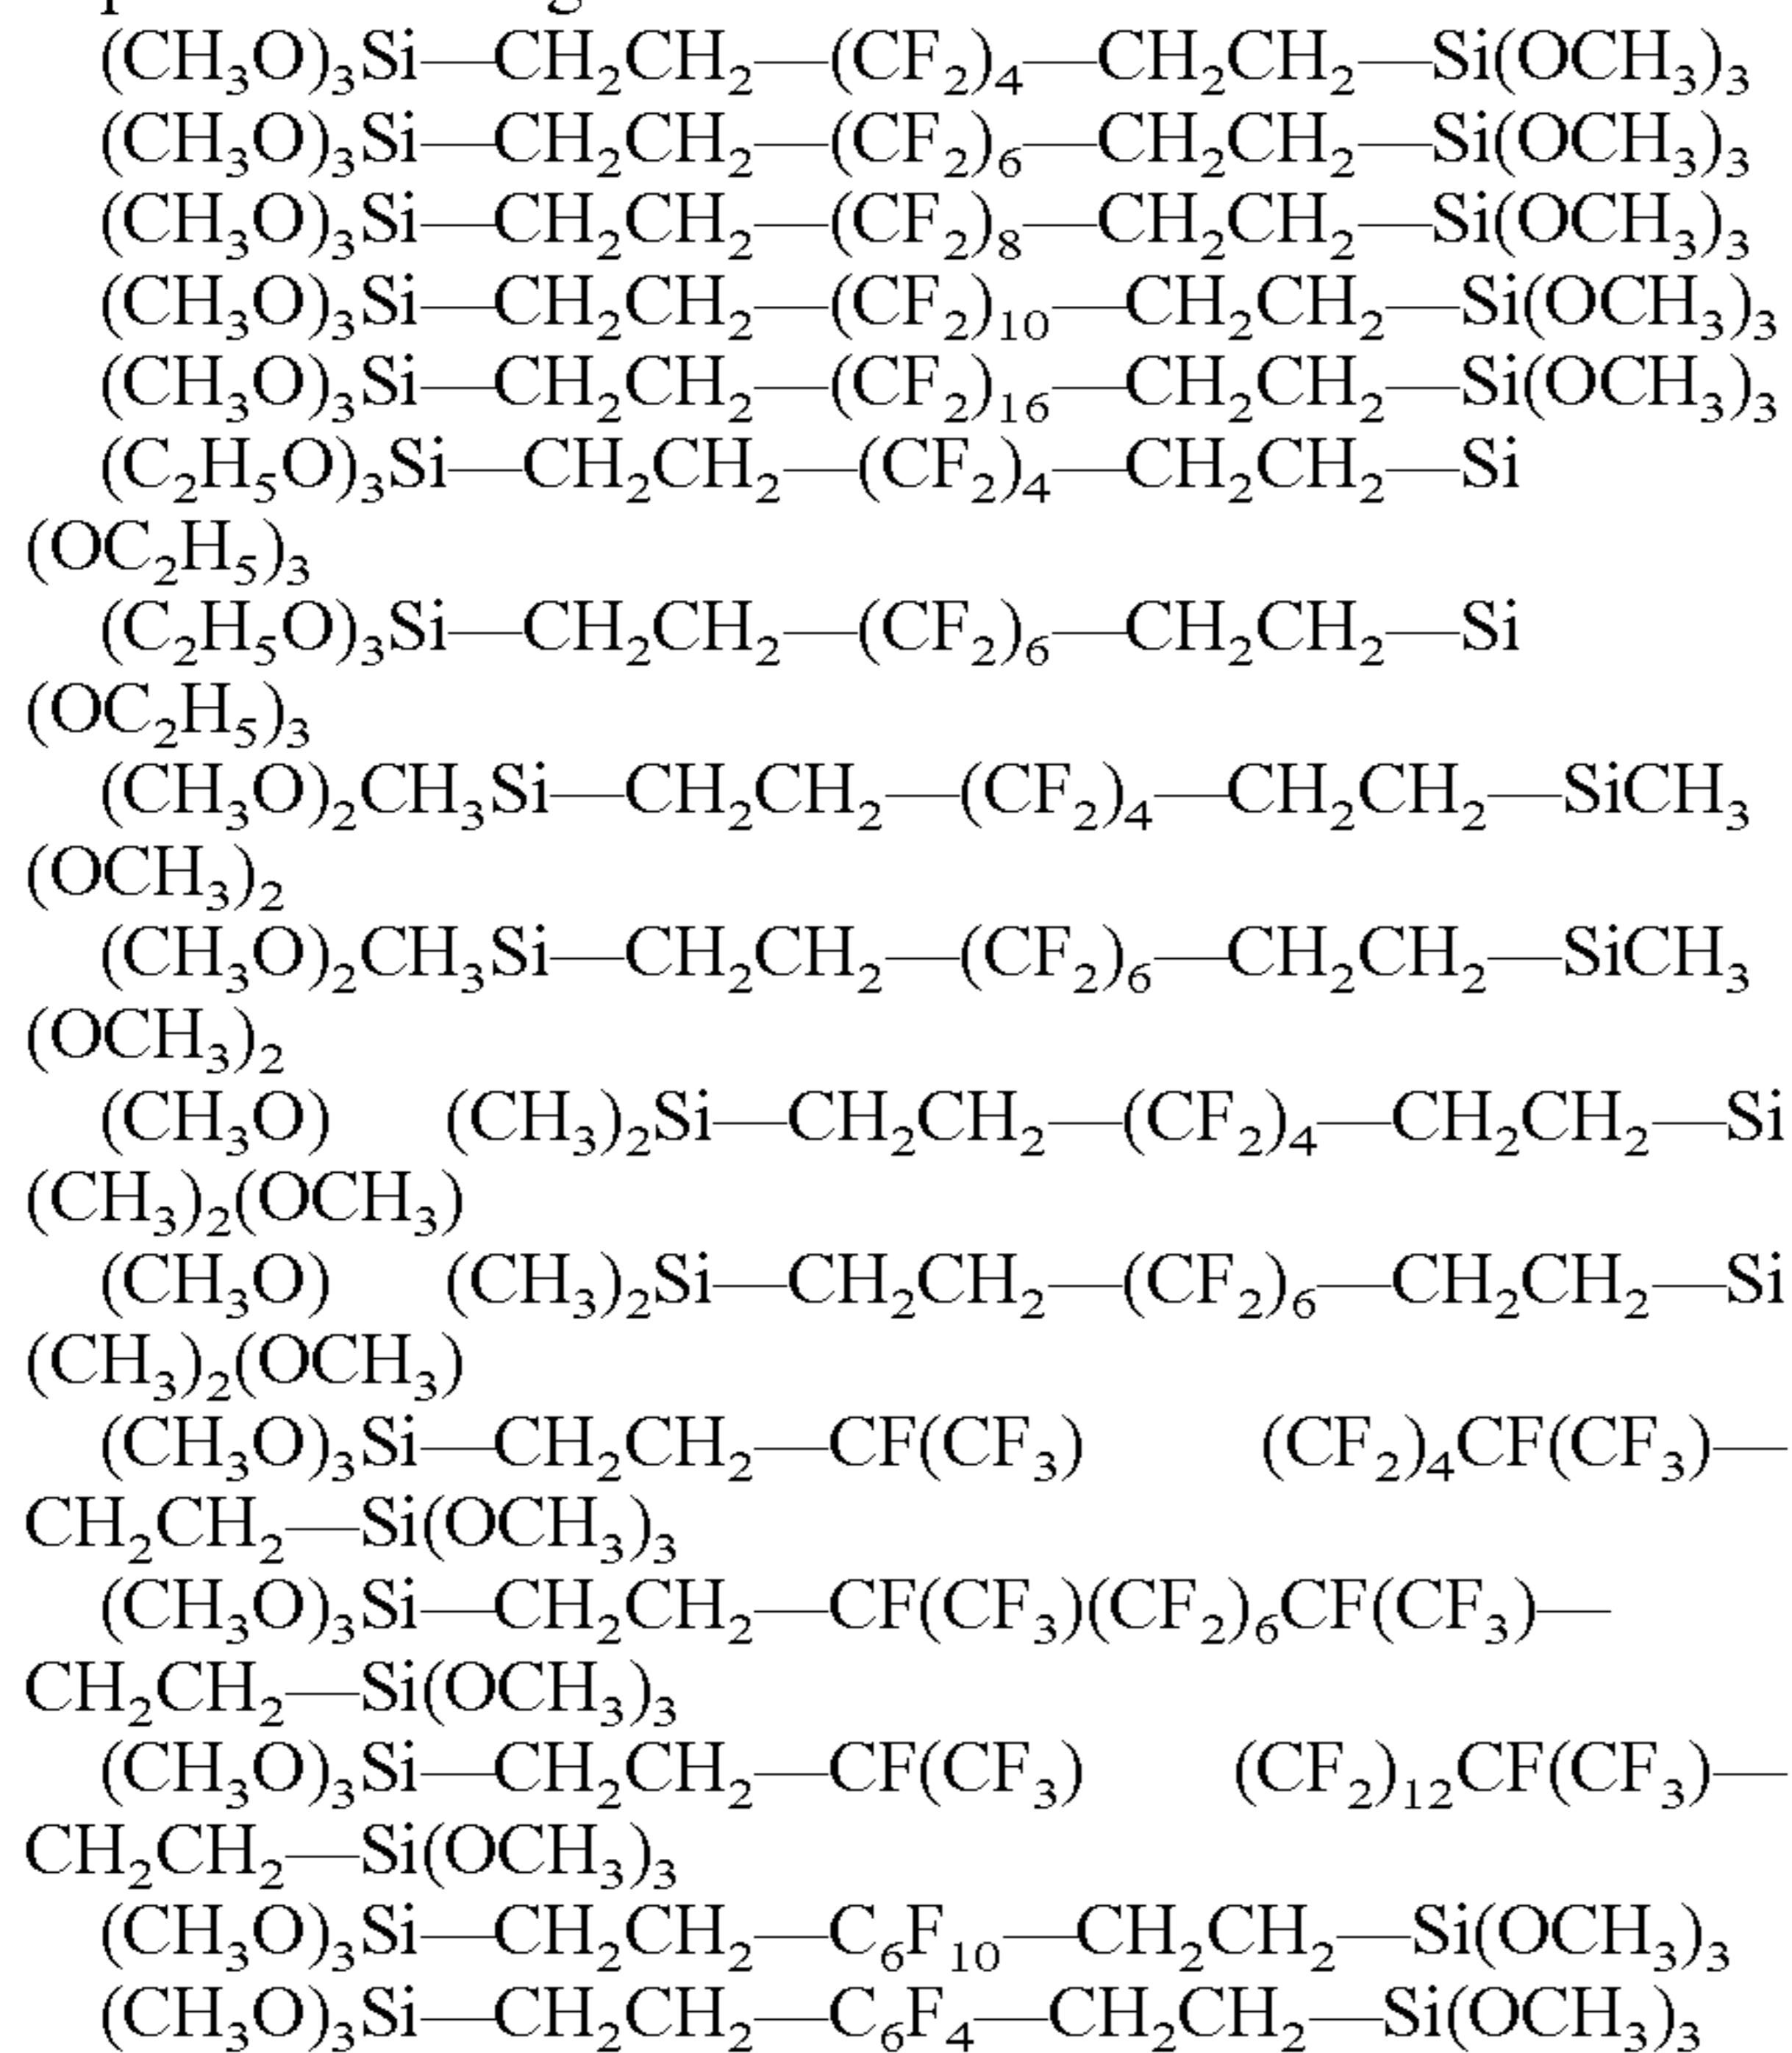 (CH₃O)₃Si—CH₂CH₂—(CF₂)₄—CH₂CH₂—Si(OCH₃)₃
(CH₃O)₃Si—CH₂CH₂—(CF₂)₆—CH₂CH₂—Si(OCH₃)₃
(CH₃O)₃Si—CH₂CH₂—(CF₂)₈—CH₂CH₂—Si(OCH₃)₃
(CH₃O)₃Si—CH₂CH₂—(CF₂)₁₀—CH₂CH₂—Si(OCH₃)₃
(CH₃O)₃Si—CH₂CH₂—(CF₂)₁₆—CH₂CH₂—Si(OCH₃)₃
(C₂H₅O)₃Si—CH₂CH₂—(CF₂)₄—CH₂CH₂—Si
(OC₂H₅)₃
(C₂H₅O)₃Si—CH₂CH₂—(CF₂)₆—CH₂CH₂—Si
(OC₂H₅)₃
(CH₃O)₂CH₃Si—CH₂CH₂—(CF₂)₄—CH₂CH₂—SiCH₃
(OCH₃)₂
(CH₃O)₂CH₃Si—CH₂CH₂—(CF₂)₆—CH₂CH₂—SiCH₃
(OCH₃)₂
(CH₃O) (CH₃)₂Si—CH₂CH₂—(CF₂)₄—CH₂CH₂—Si
(CH₃)₂(OCH₃)
(CH₃O) (CH₃)₂Si—CH₂CH₂—(CF₂)₆—CH₂CH₂—Si
(CH₃)₂(OCH₃)
(CH₃O)₃Si—CH₂CH₂—CF(CF₃) (CF₂)₄CF(CF₃)—
CH₂CH₂—Si(OCH₃)₃
(CH₃O)₃Si—CH₂CH₂—CF(CF₃)(CF₂)₆CF(CF₃)—
CH₂CH₂—Si(OCH₃)₃
(CH₃O)₃Si—CH₂CH₂—CF(CF₃) (CF₂)₁₂CF(CF₃)—
CH₂CH₂—Si(OCH₃)₃
(CH₃O)₃Si—CH₂CH₂—C₆F₁₀—CH₂CH₂—Si(OCH₃)₃
(CH₃O)₃Si—CH₂CH₂—C₆F₄—CH₂CH₂—Si(OCH₃)₃